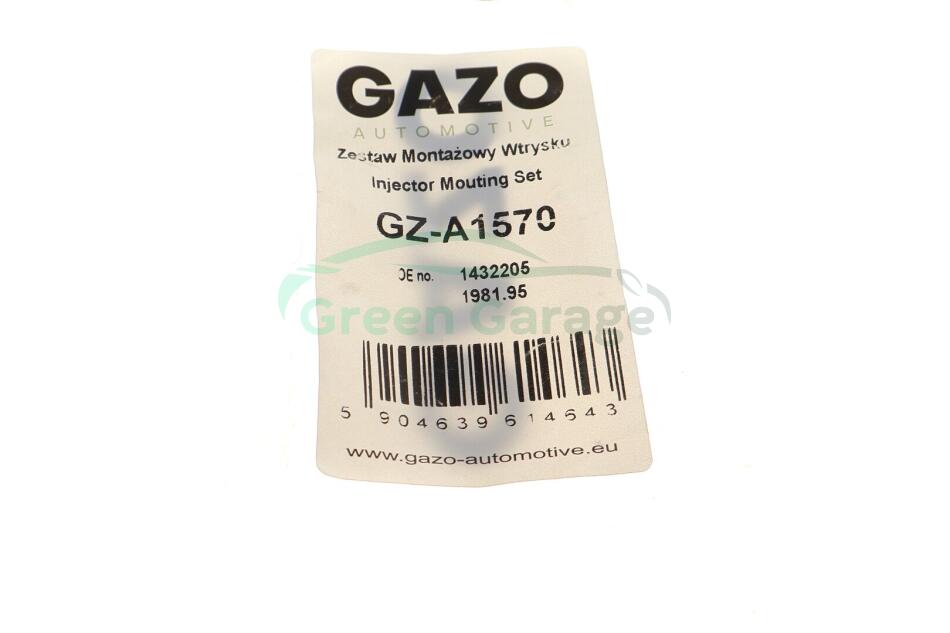 GAZO
AUTOMOTIVE
Zestaw Montażowy Wtrysku
Injector Mouting Set
GZ-A1570
OE no. 1432205
1981.95
Green Garage
5 904639 614643
www.gazo-automotive.eu